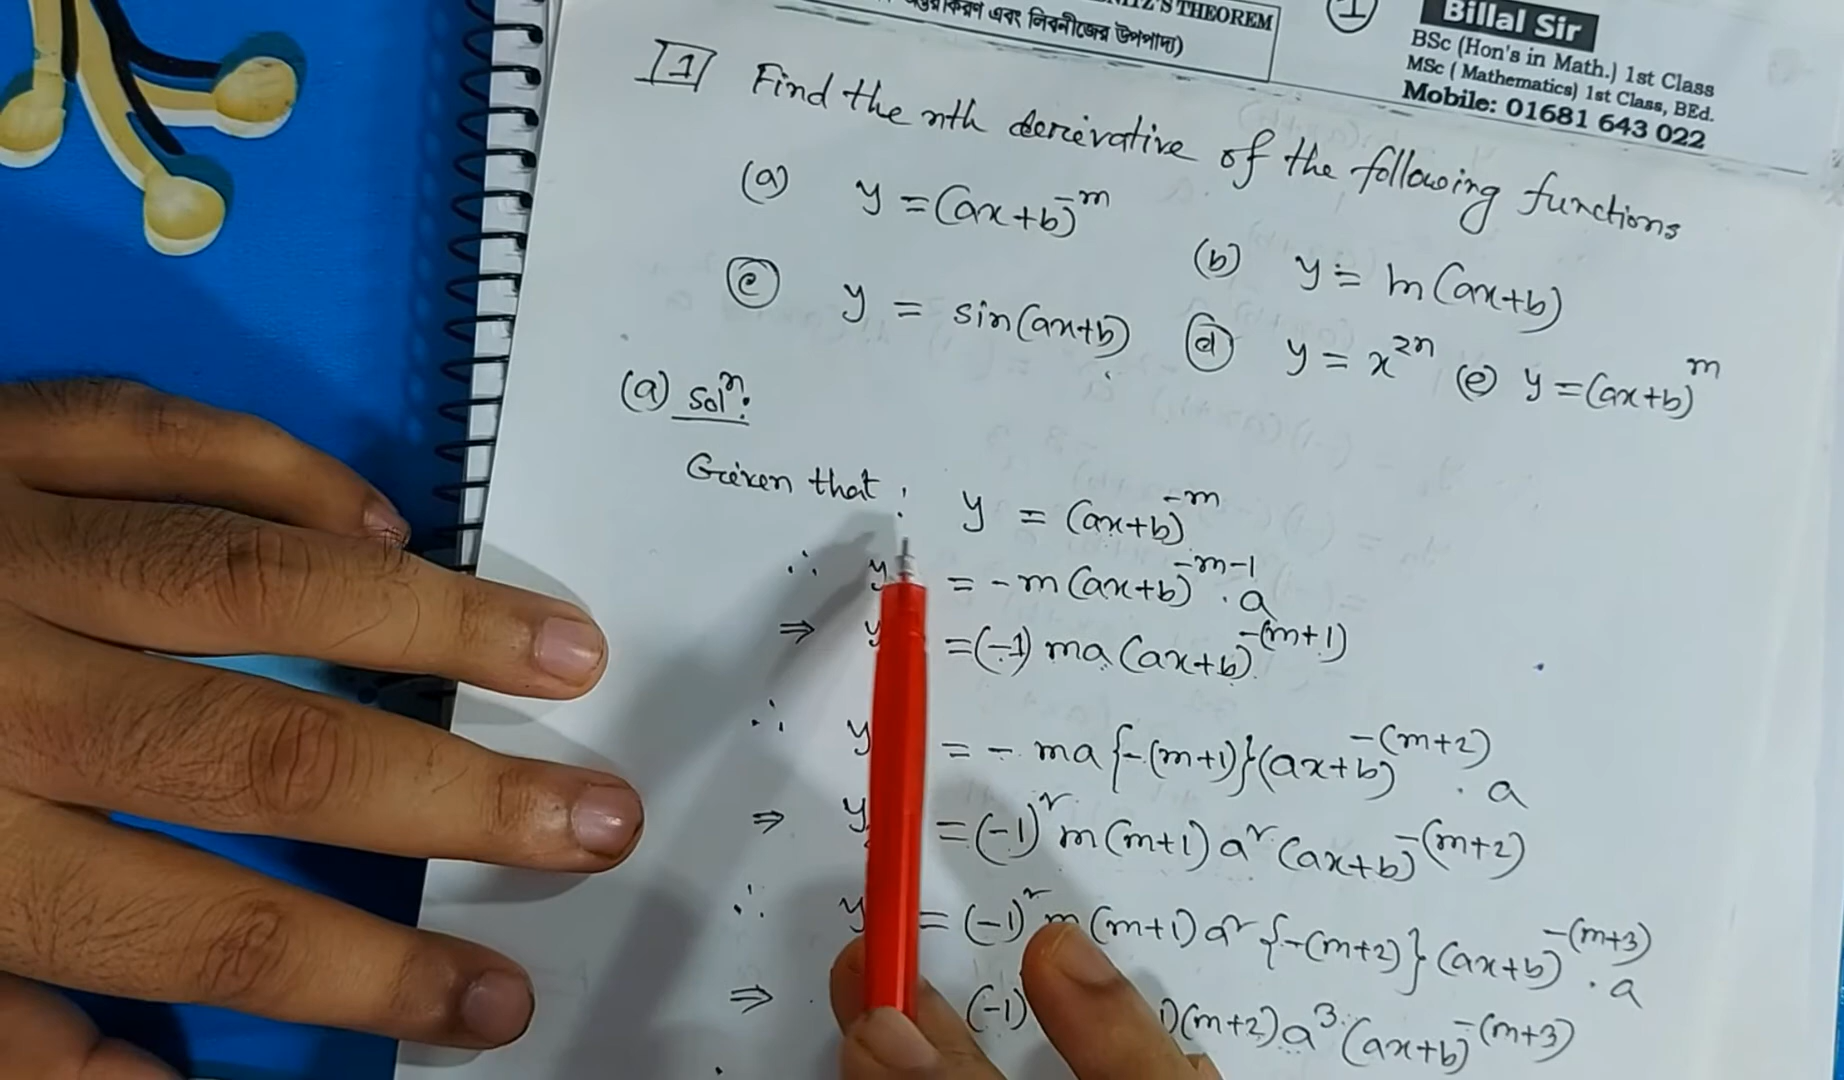 'S THEOREM
এবং লিবনীজের উপপাদ্য)
1
Billal Sir
BSc (Hon's in Math.) 1st Class
MSc ( Mathematics) 1st Class, BEd.
Mobile: 01681 643 022
1 Find the nth derivative of the following functions
(a) y = (ax+b)^-m (b) y = ln(ax+b)
(c) y = sin(ax+b) (d) y = x^2n (e) y = (ax+b)^m
(a) Sol^n:
Given that: y = (ax+b)^-m
∴ y = -m(ax+b)^-m-1 . a
⇒ y = (-1) ma (ax+b)^-(m+1)
∴ y = - ma {-(m+1)}(ax+b)^-(m+2) . a
⇒ y = (-1)^2 m(m+1) a^2 (ax+b)^-(m+2)
∴ y = (-1)^2 m(m+1) a^2 {-(m+2)} (ax+b)^-(m+3) . a
⇒ (-1) )(m+2) a^3 (ax+b)^-(m+3)